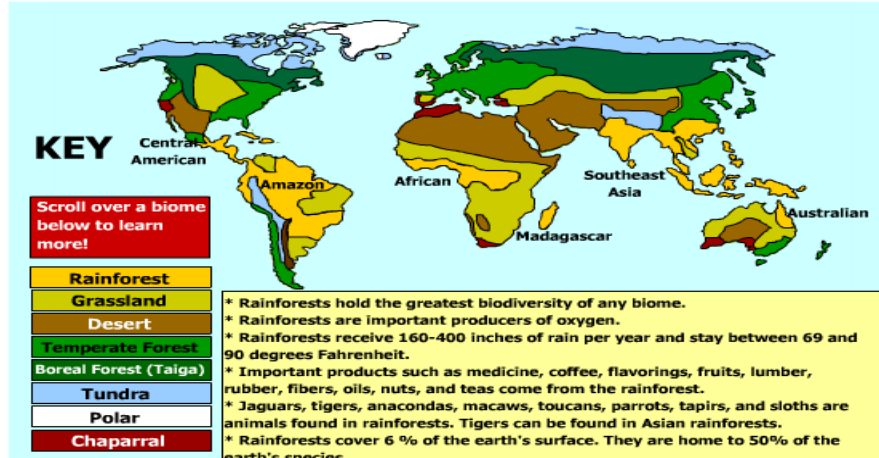 KEY
Central
American
Amazon
African
Madagascar
Southeast
Asia
Australian
Scroll over a biome
below to learn
more!
Rainforest
Grassland
Desert
Temperate Forest
Boreal Forest (Taiga)
Tundra
Polar
Chaparral
* Rainforests hold the greatest biodiversity of any biome.
* Rainforests are important producers of oxygen.
* Rainforests receive 160-400 inches of rain per year and stay between 69 and
90 degrees Fahrenheit.
* Important products such as medicine, coffee, flavorings, fruits, lumber,
rubber, fibers, oils, nuts, and teas come from the rainforest.
* Jaguars, tigers, anacondas, macaws, toucans, parrots, tapirs, and sloths are
animals found in rainforests. Tigers can be found in Asian rainforests.
* Rainforests cover 6 % of the earth's surface. They are home to 50% of the
earth's species